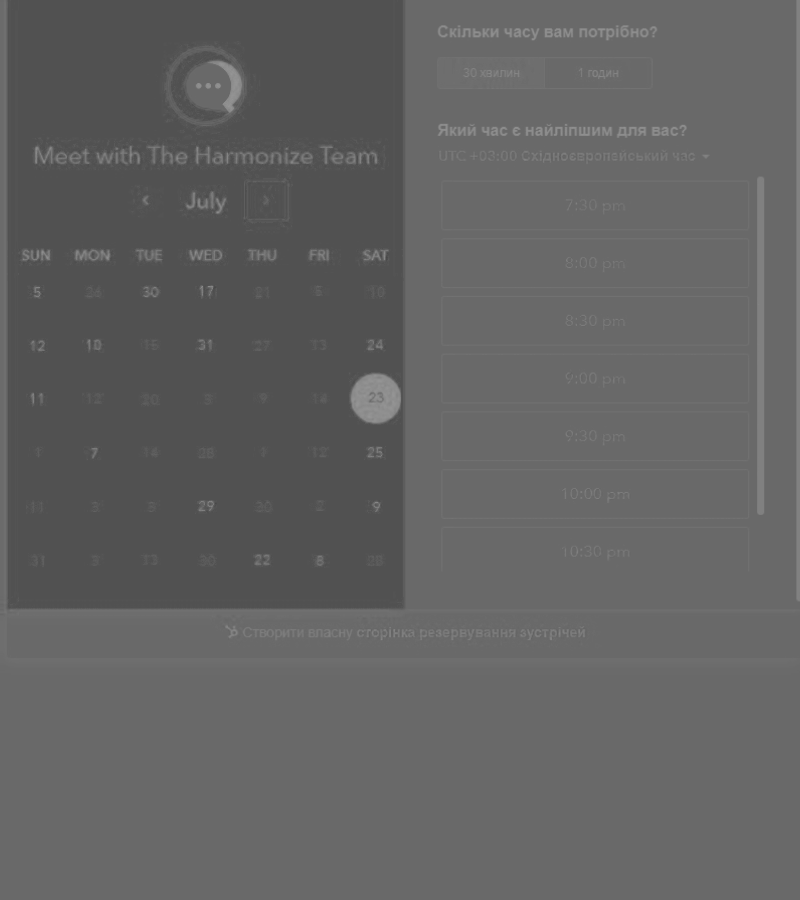 Meet with The Harmonize Team
July
SUN MON TUE WED THU FRI SAT
5 26 30 17 21 5 10
12 10 15 31 27 13 24
11 12 20 3 9 14 23
1 7 14 28 1 12 25
11 3 8 29 30 2 9
31 3 13 30 22 8 28
Скільки часу вам потрібно?
30 хвилин 1 годин
Який час є найліпшим для вас?
UTC +03:00 Східноєвропейський час
7:30 pm
8:00 pm
8:30 pm
9:00 pm
9:30 pm
10:00 pm
10:30 pm
Створити власну сторінка резервування зустрічей